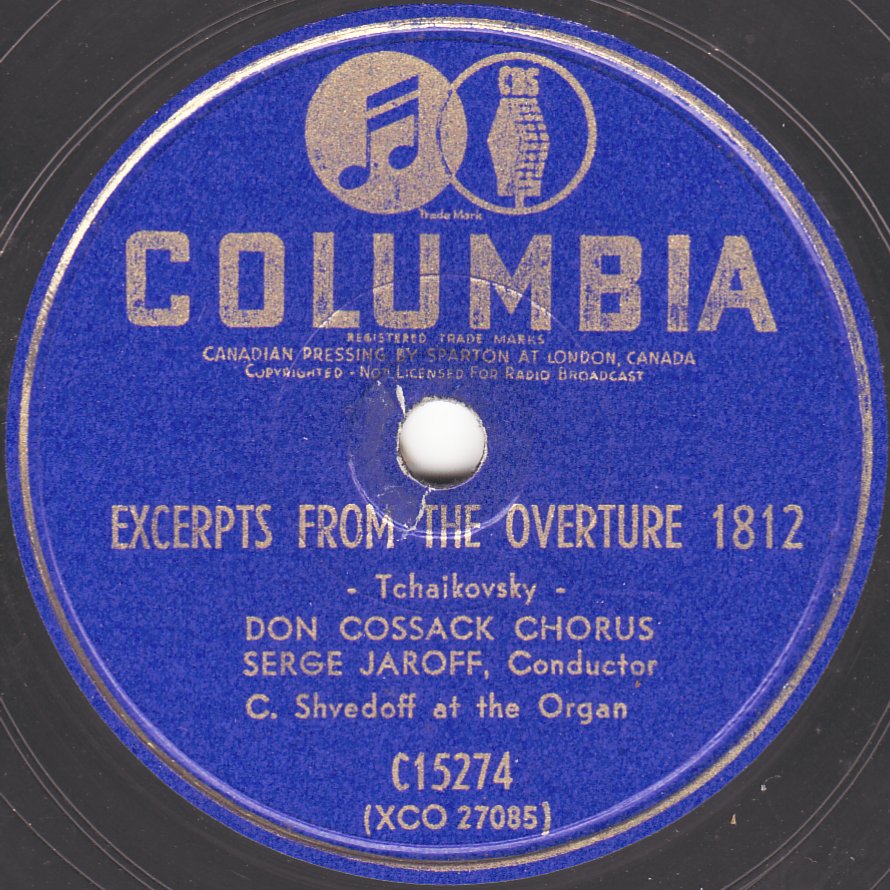 CBS
Trade Mark
COLUMBIA
REGISTERED TRADE MARKS
CANADIAN PRESSING BY SPARTON AT LONDON, CANADA
COPYRIGHTED - NOT LICENSED FOR RADIO BROADCAST
EXCERPTS FROM THE OVERTURE 1812
- Tchaikovsky -
DON COSSACK CHORUS
SERGE JAROFF, Conductor
C. Shvedoff at the Organ
C15274
(XCO 27085)